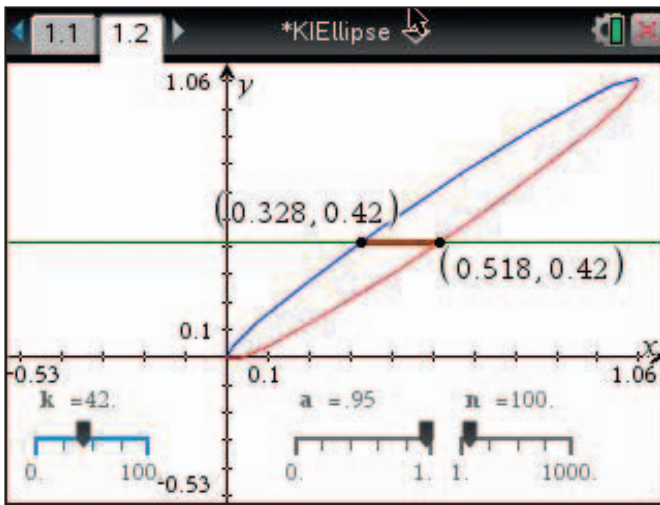 1.1 1.2 *KIEllipse
1.06 y
(0.328, 0.42)
(0.518, 0.42)
0.1
x
-0.53 0.1 1.06
k =42. a =.95 n =100.
0. 100. 0. 1. 1. 1000.
-0.53